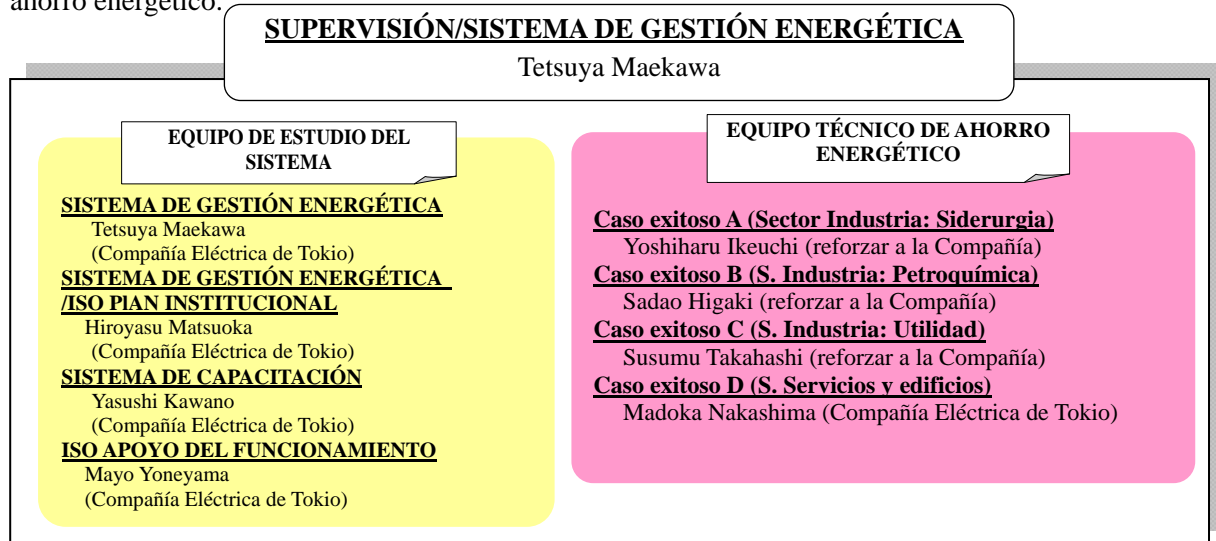 ahorro energético.
SUPERVISIÓN/SISTEMA DE GESTIÓN ENERGÉTICA
Tetsuya Maekawa
EQUIPO DE ESTUDIO DEL
SISTEMA
SISTEMA DE GESTIÓN ENERGÉTICA
Tetsuya Maekawa
(Compañía Eléctrica de Tokio)
SISTEMA DE GESTIÓN ENERGÉTICA
/ISO PlAN INSTITUCIONAL
Hiroyasu Matsuoka
(Compañía Eléctrica de Tokio)
SISTEMA DE CAPACITACIÓN
Yasushi Kawano
(Compañía Eléctrica de Tokio)
ISO APOYO DEL FUNCIONAMIENTO
Mayo Yoneyama
(Compañía Eléctrica de Tokio)
EQUIPO TÉCNICO DE AHORRO
ENERGÉTICO
Caso exitoso A (Sector Industria: Siderurgia)
Yoshiharu Ikeuchi (reforzar a la Compañía)
Caso exitoso B (S. Industria: Petroquímica)
Sadao Higaki (reforzar a la Compañía)
Caso exitoso C (S. Industria: Utilidad)
Susumu Takahashi (reforzar a la Compañía)
Caso exitoso D (S. Servicios y edificios)
Madoka Nakashima (Compañía Eléctrica de Tokio)